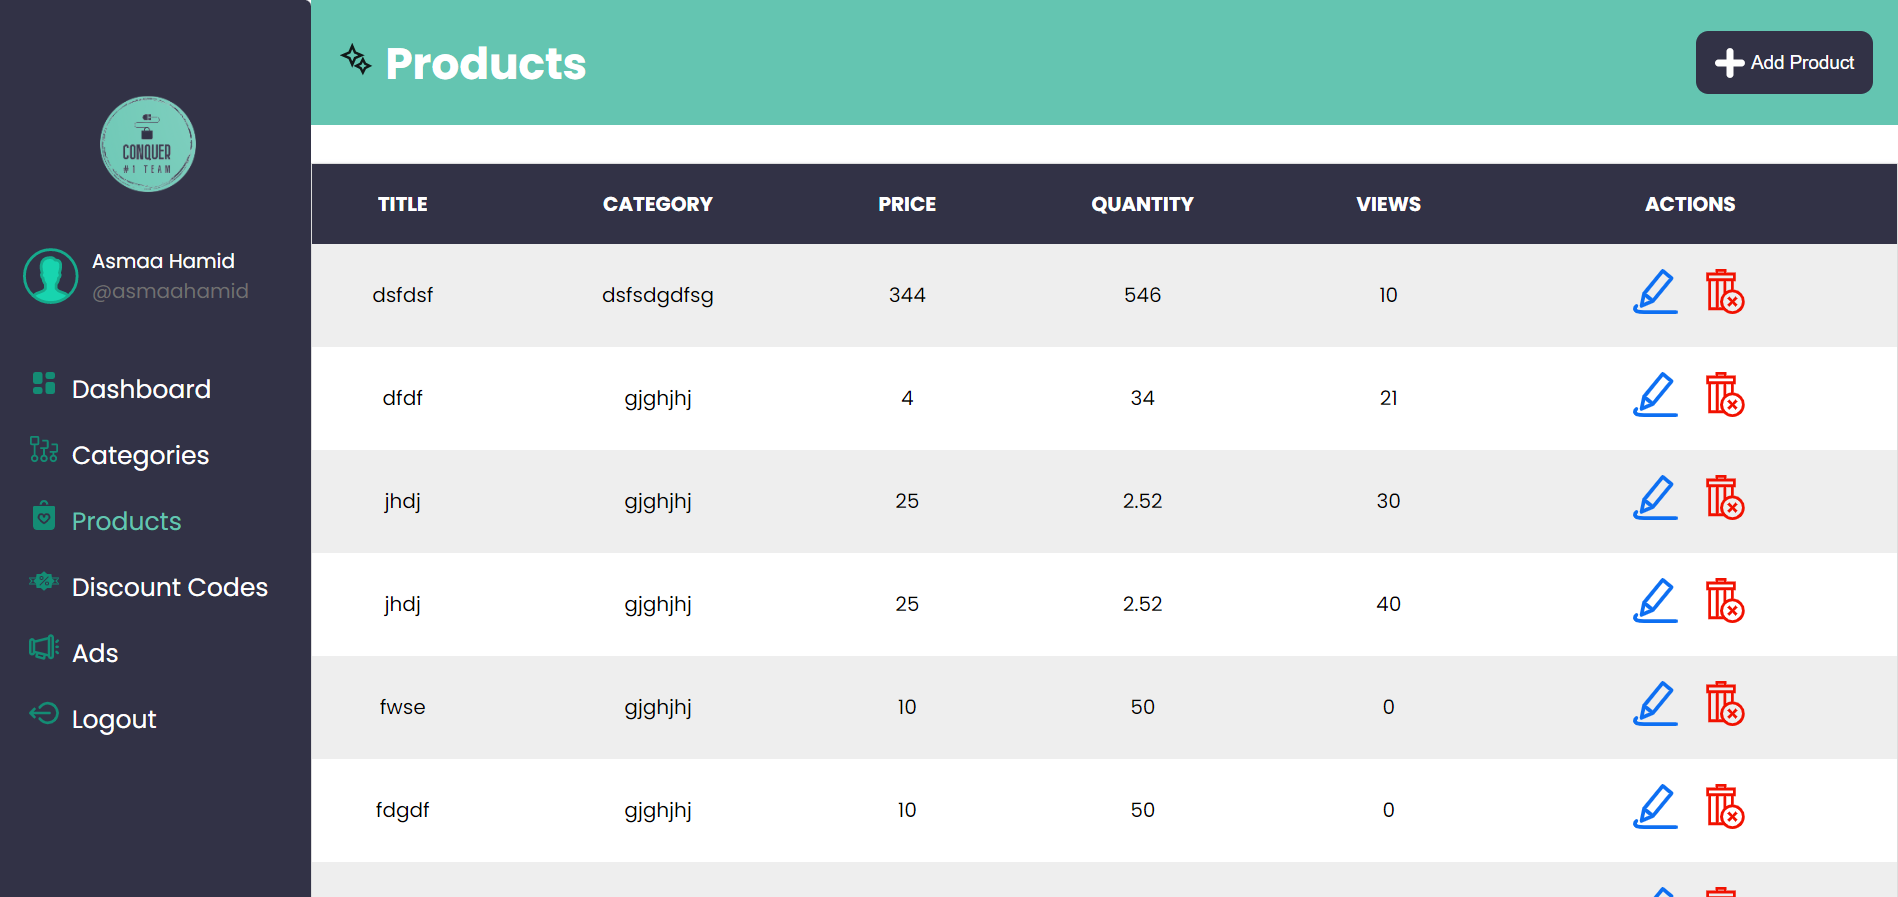 CONQUER
#1 TEAM
Asmaa Hamid
@asmaahamid
Dashboard
Categories
Products
Discount Codes
Ads
Logout
Products
Add Product
TITLE CATEGORY PRICE QUANTITY VIEWS ACTIONS
dsfdsf dsfsdgdfsg 344 546 10
dfdf gjghjhj 4 34 21
jhdj gjghjhj 25 2.52 30
jhdj gjghjhj 25 2.52 40
fwse gjghjhj 10 50 0
fdgdf gjghjhj 10 50 0